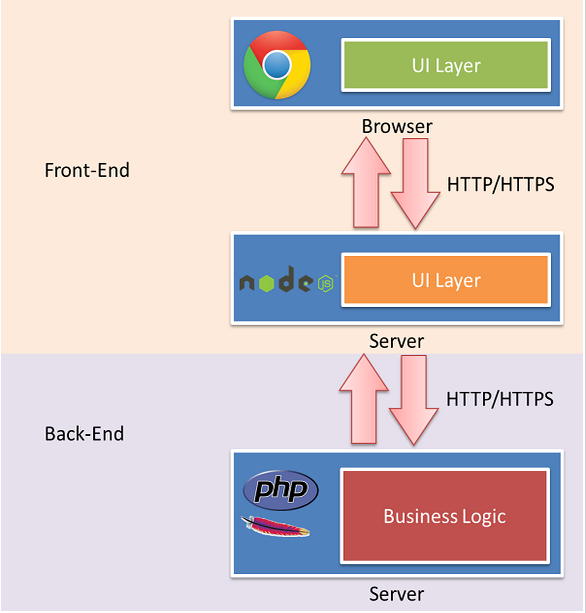 UI Layer
Browser
Front-End
HTTP/HTTPS
node JS
UI Layer
Server
HTTP/HTTPS
Back-End
php
Business Logic
Server